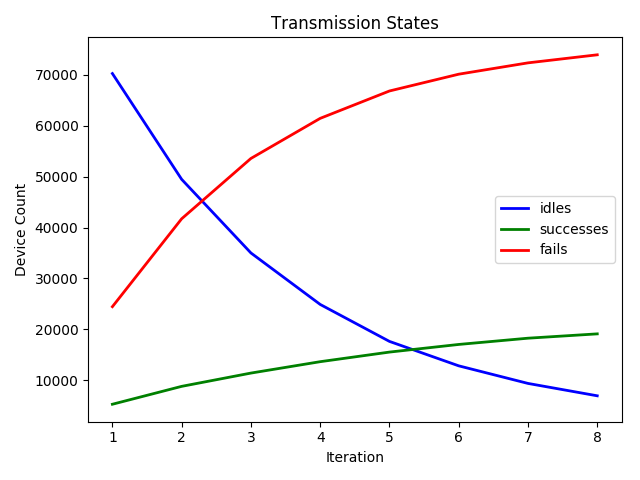 Transmission States
Device Count
70000
60000
50000
40000
30000
20000
10000
idles
successes
fails
1 2 3 4 5 6 7 8
Iteration